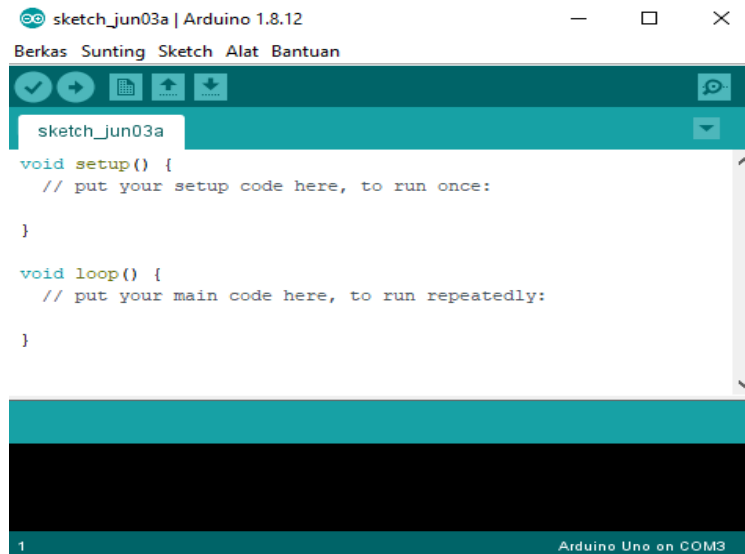 sketch_jun03a | Arduino 1.8.12
Berkas Sunting Sketch Alat Bantuan
sketch_jun03a
void setup() {
  // put your setup code here, to run once:
}
void loop() {
  // put your main code here, to run repeatedly:
}
1 Arduino Uno on COM3